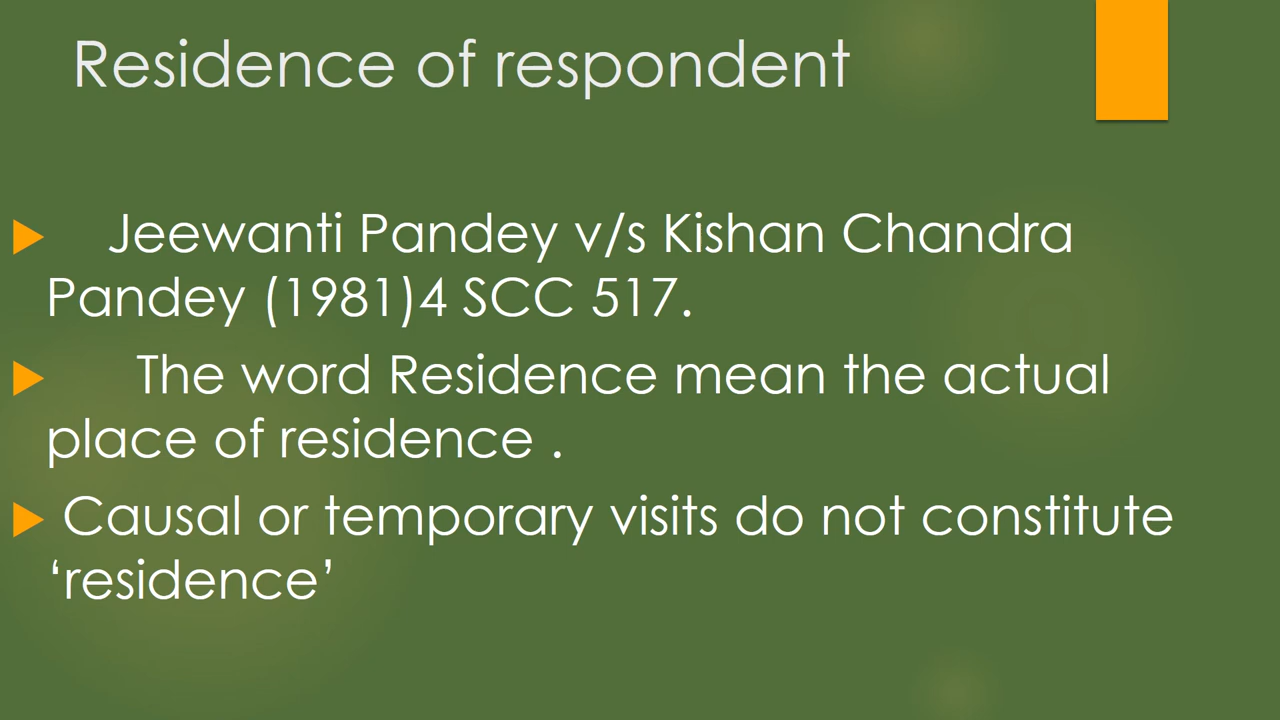 Residence of respondent
Jeewanti Pandey v/s Kishan Chandra
Pandey (1981)4 SCC 517.
The word Residence mean the actual
place of residence .
Causal or temporary visits do not constitute
‘residence’